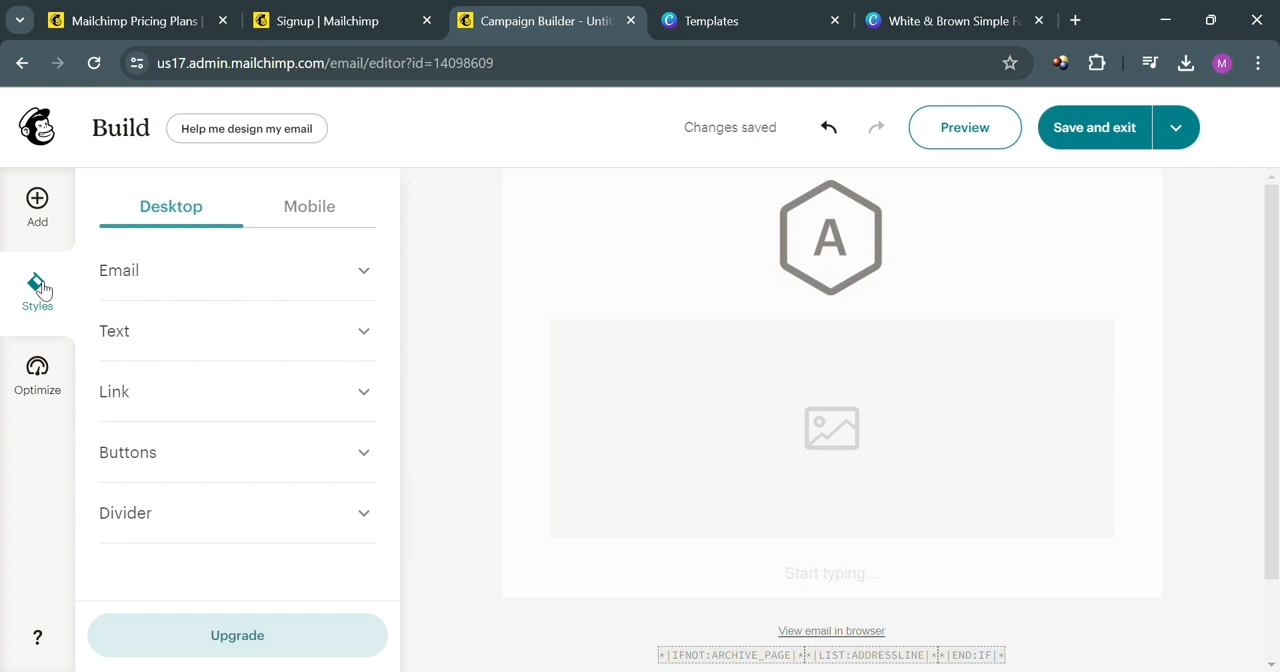 Mailchimp Pricing Plans |
Signup | Mailchimp
Campaign Builder - Untit
Templates
White & Brown Simple Fa
us17.admin.mailchimp.com/email/editor?id=14098609
M
Build
Help me design my email
Changes saved
Preview
Save and exit
Add
Styles
Optimize
?
Desktop
Mobile
Email
Text
Link
Buttons
Divider
Upgrade
A
Start typing...
View email in browser
*|IFNOT:ARCHIVE_PAGE|**|LIST:ADDRESSLINE|**|END:IF|*